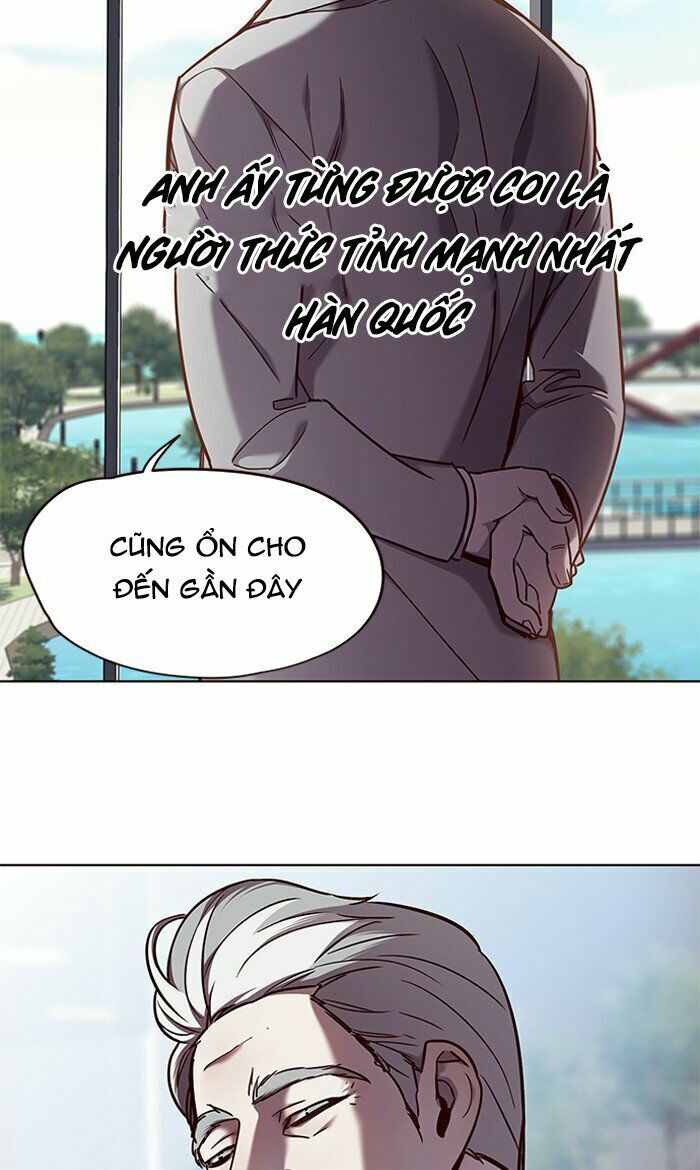 ANH ẤY TỪNG ĐƯỢC COI LÀ
NGƯỜI THỨC TỈNH MẠNH NHẤT
HÀN QUỐC
CŨNG ỔN CHO
ĐẾN GẦN ĐÂY